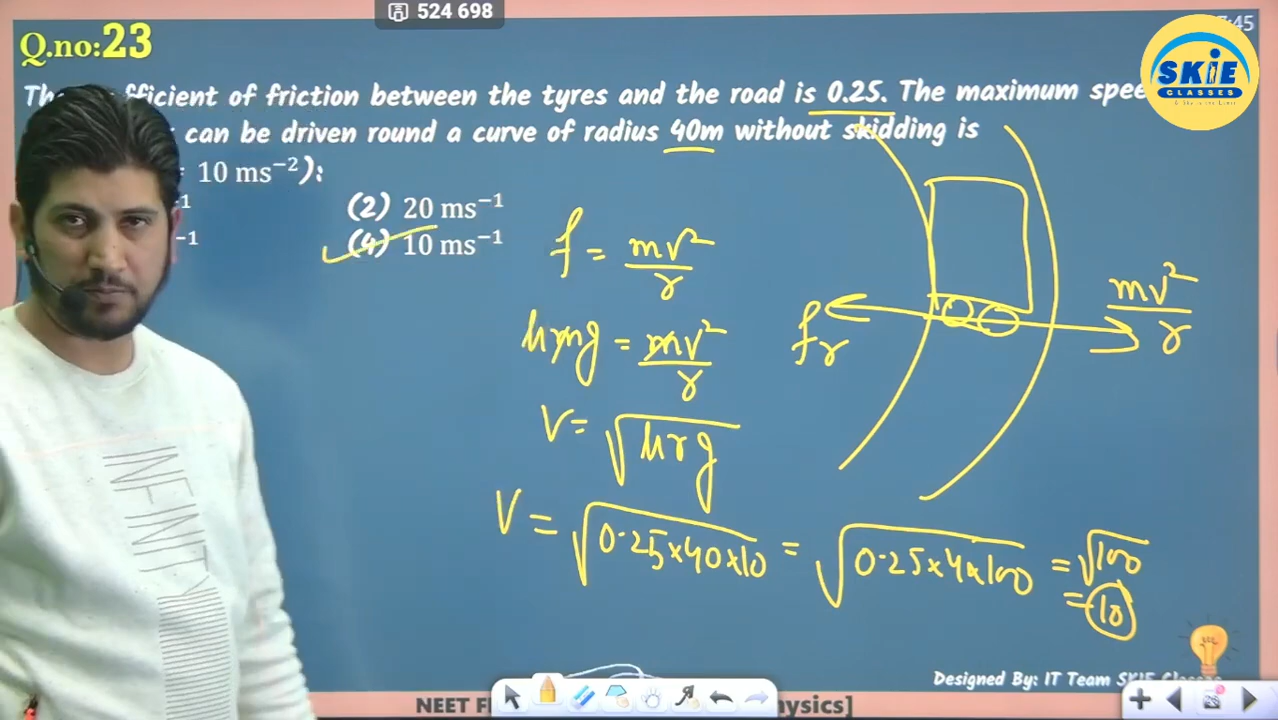 524 698
:45
SKIE
CLASSES
Q.no:23
fficient of friction between the tyres and the road is 0.25. The maximum spee
can be driven round a curve of radius 40m without skidding is
= 10 ms⁻²):
(2) 20 ms⁻¹
(4) 10 ms⁻¹
f = mv²/r
μmg = mv²/r
V = √μrg
V = √0.25×40×10 = √0.25×4×100 = √100
= 10
fr
mv²/r
INFINITY
Designed By: IT Team SKIE Classes
NEET
ysics]